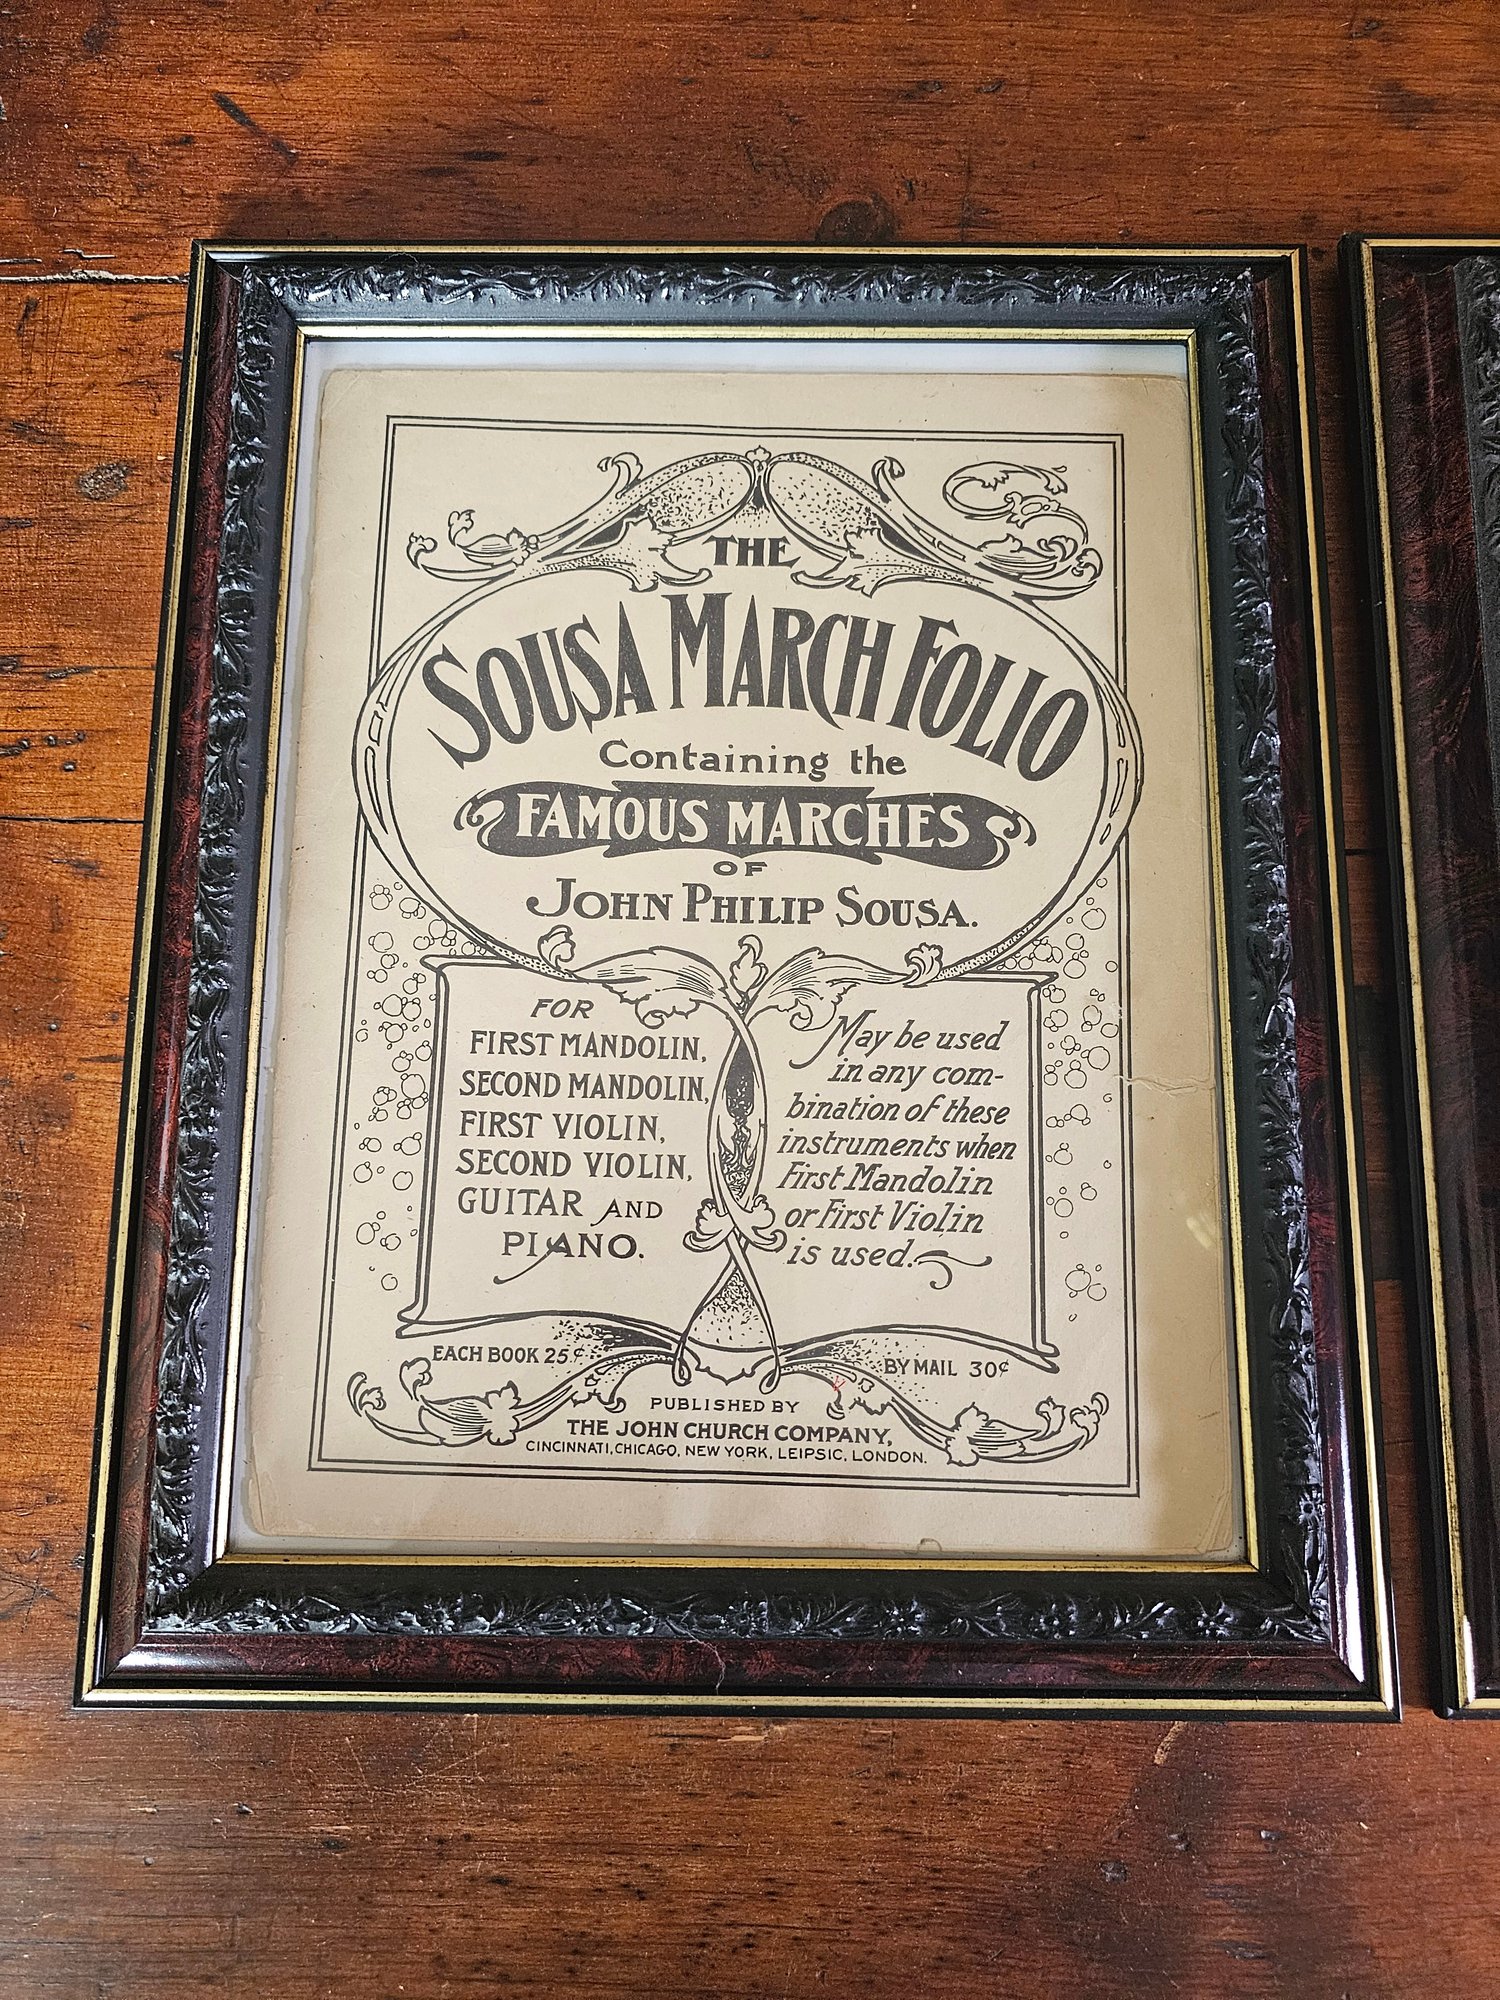 THE
SOUSA MARCH FOLIO
Containing the
FAMOUS MARCHES
OF
JOHN PHILIP SOUSA.
FOR
FIRST MANDOLIN,
SECOND MANDOLIN,
FIRST VIOLIN,
SECOND VIOLIN,
GUITAR AND
PIANO.
May be used
in any com-
bination of these
instruments when
First Mandolin
or First Violin
is used.
EACH BOOK 25¢
BY MAIL 30¢
PUBLISHED BY
THE JOHN CHURCH COMPANY,
CINCINNATI, CHICAGO, NEW YORK, LEIPSIC, LONDON.